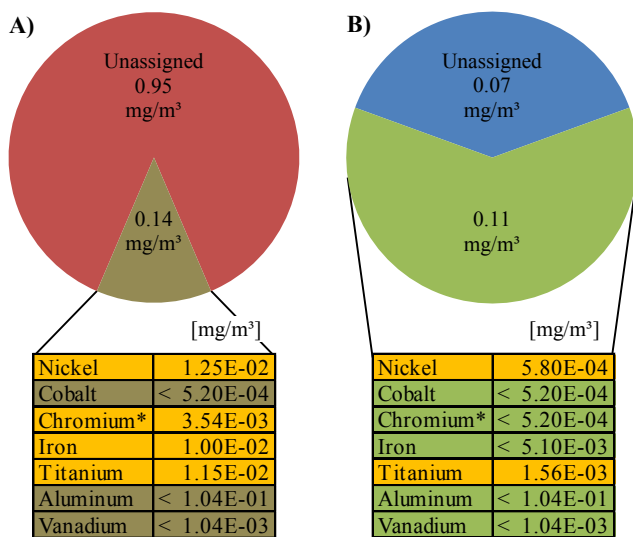 A)
Unassigned
0.95
mg/m³
0.14
mg/m³
[mg/m³]
Nickel 1.25E-02
Cobalt < 5.20E-04
Chromium* 3.54E-03
Iron 1.00E-02
Titanium 1.15E-02
Aluminum < 1.04E-01
Vanadium < 1.04E-03
B)
Unassigned
0.07
mg/m³
0.11
mg/m³
[mg/m³]
Nickel 5.80E-04
Cobalt < 5.20E-04
Chromium* < 5.20E-04
Iron < 5.10E-03
Titanium 1.56E-03
Aluminum < 1.04E-01
Vanadium < 1.04E-03